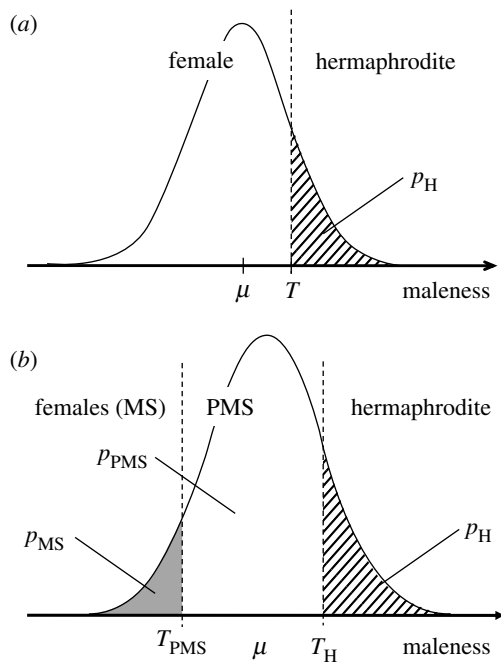 (a)
female
hermaphrodite
p_H
μ
T
maleness
(b)
females (MS)
PMS
hermaphrodite
p_PMS
p_MS
p_H
T_PMS
μ
T_H
maleness